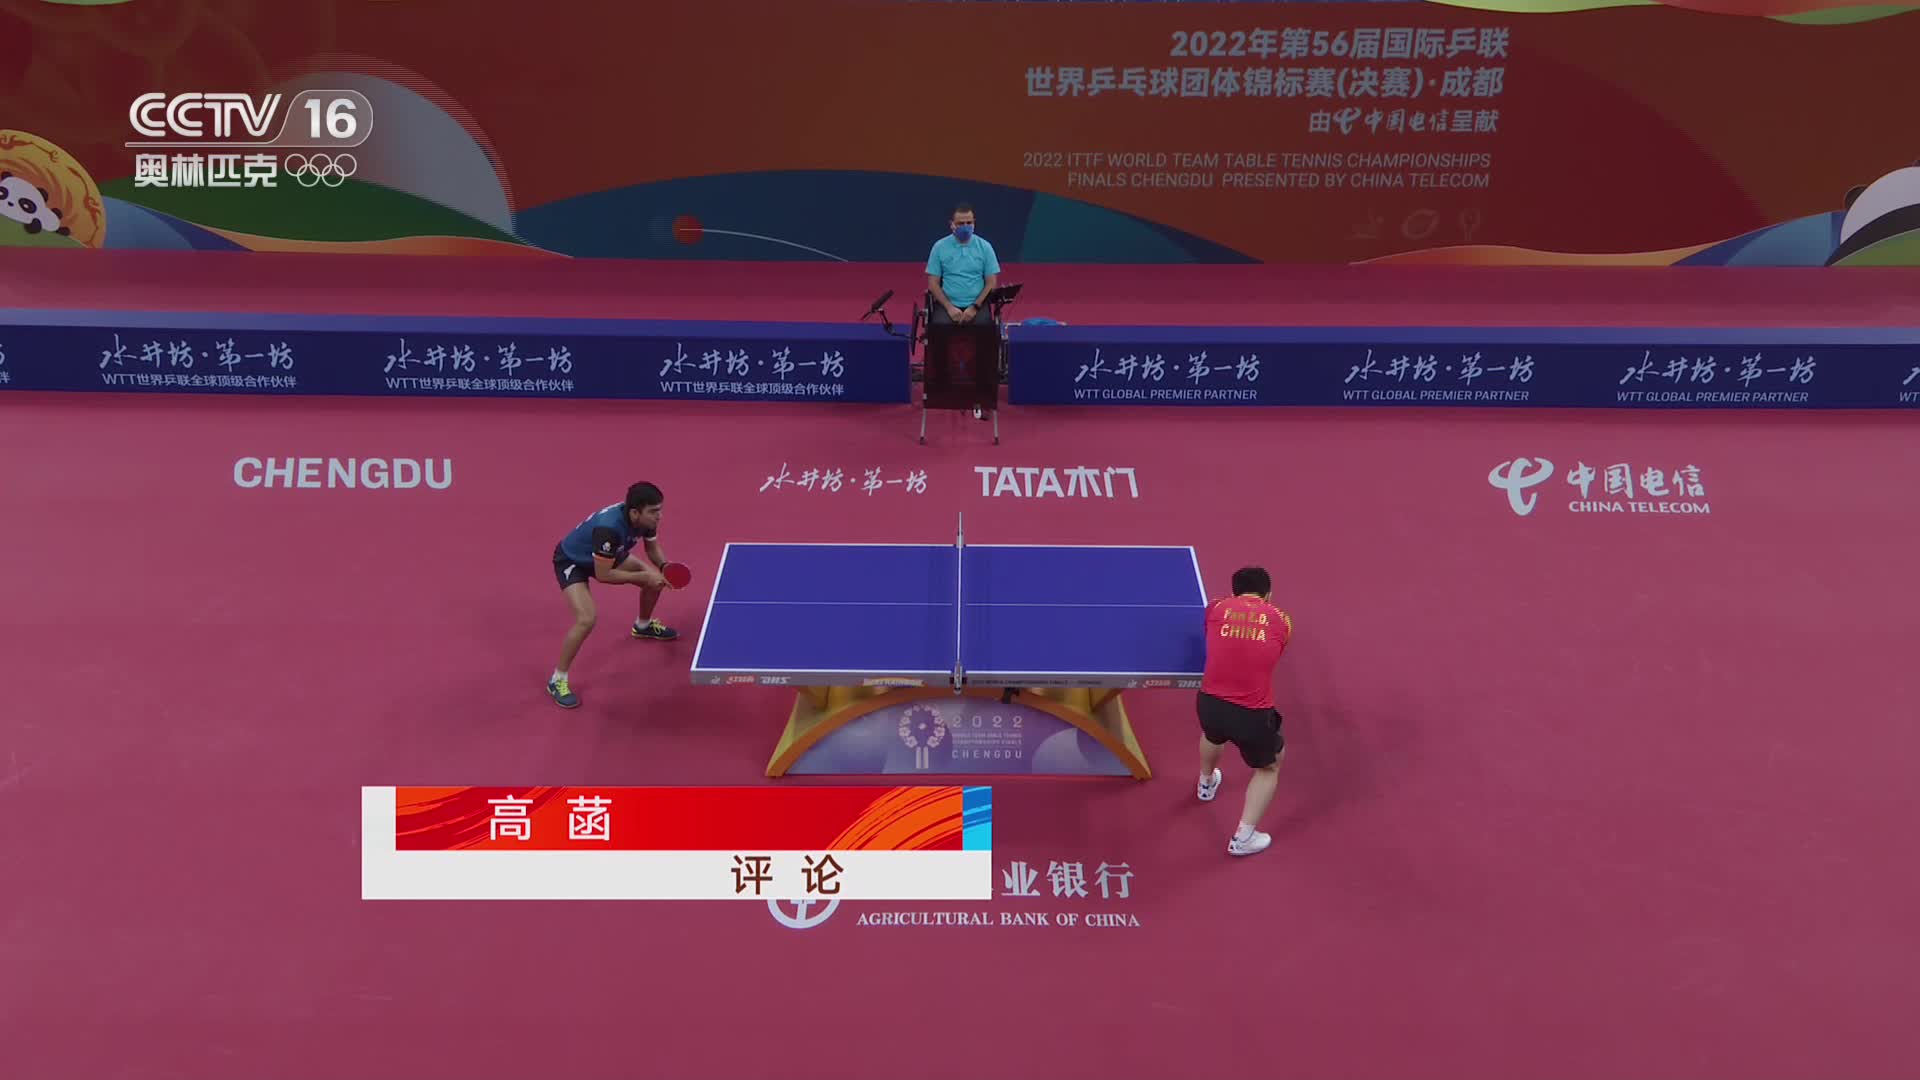 2022年第56届国际乒联
世界乒乓球团体锦标赛(决赛)·成都
由中国电信呈献
2022 ITTF WORLD TEAM TABLE TENNIS CHAMPIONSHIPS
FINALS CHENGDU PRESENTED BY CHINA TELECOM
CCTV 16
奥林匹克
水井坊·第一坊
WTT世界乒联全球顶级合作伙伴
水井坊·第一坊
WTT世界乒联全球顶级合作伙伴
水井坊·第一坊
WTT世界乒联全球顶级合作伙伴
水井坊·第一坊
WTT GLOBAL PREMIER PARTNER
水井坊·第一坊
WTT GLOBAL PREMIER PARTNER
水井坊·第一坊
WTT GLOBAL PREMIER PARTNER
CHENGDU
水井坊·第一坊
TATA木门
中国电信
CHINA TELECOM
CHINA
DHS
DHS
2022
WORLD TEAM TABLE TENNIS
CHAMPIONSHIPS FINALS
CHENGDU
高菡
评论
业银行
AGRICULTURAL BANK OF CHINA